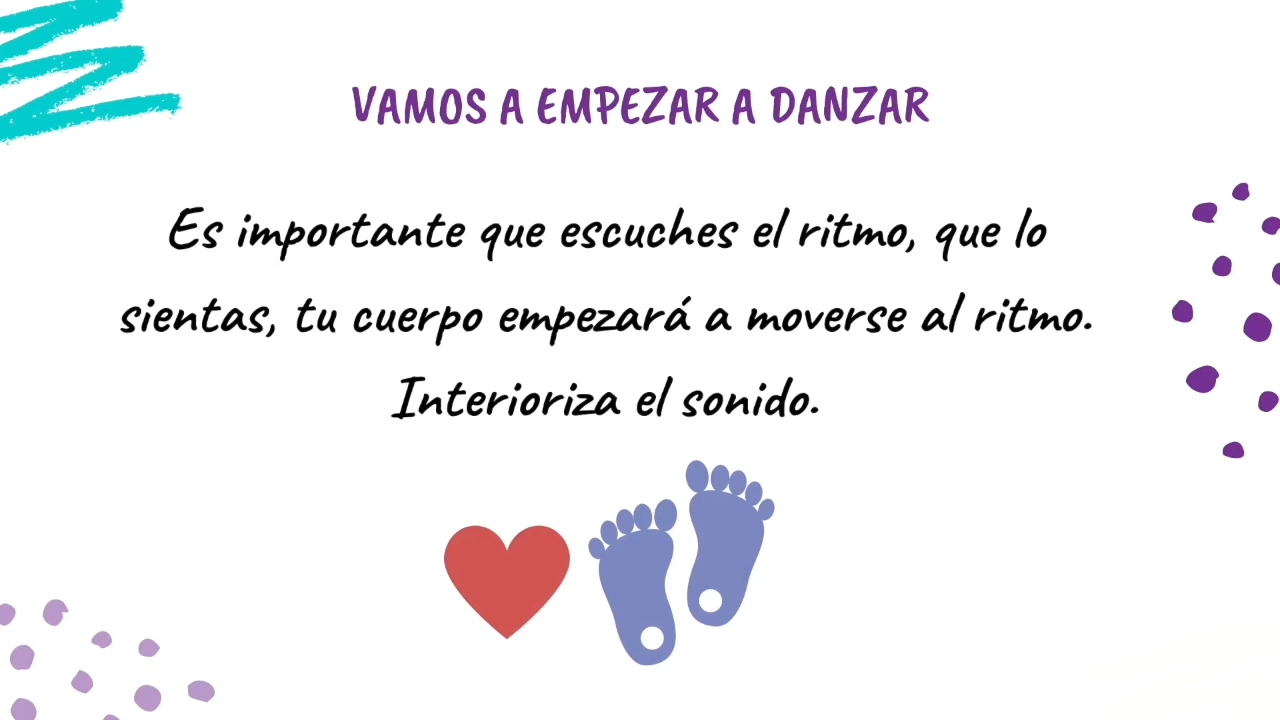 VAMOS A EMPEZAR A DANZAR
Es importante que escuches el ritmo, que lo
sientas, tu cuerpo empezará a moverse al ritmo.
Interioriza el sonido.